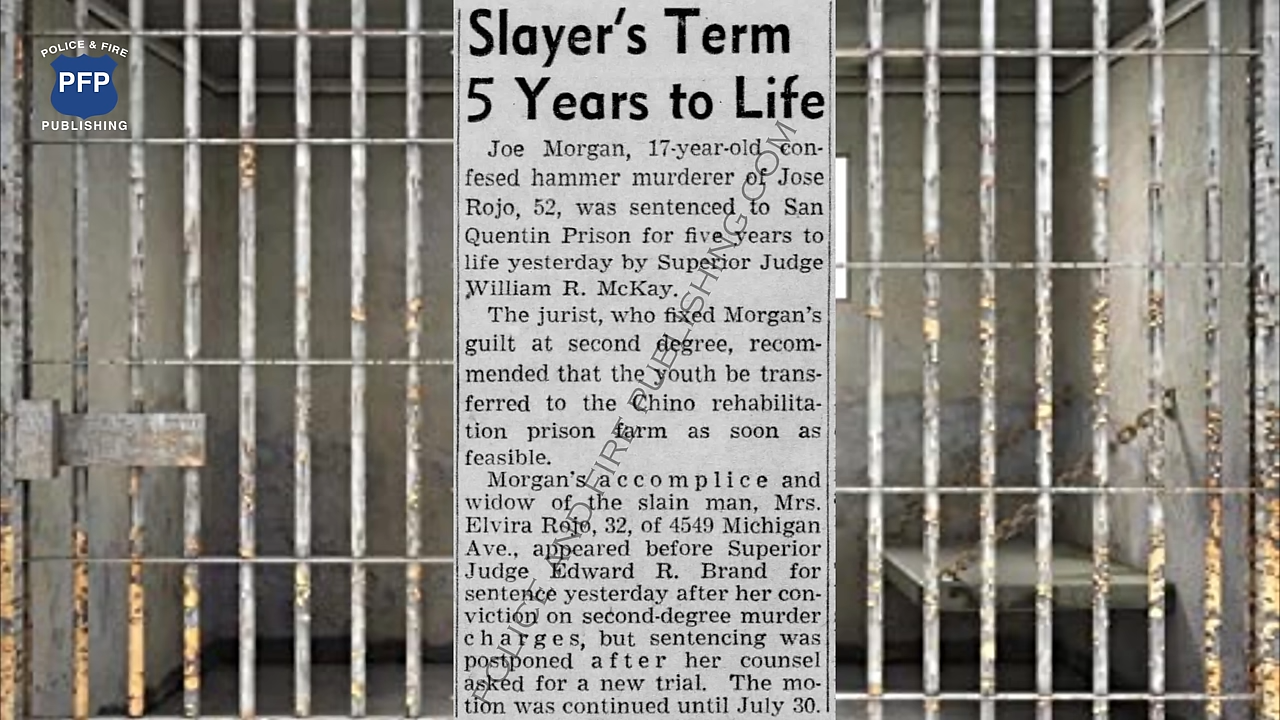 POLICE & FIRE
PFP
PUBLISHING
Slayer's Term
5 Years to Life
Joe Morgan, 17-year-old con-
fesed hammer murderer of Jose
Rojo, 52, was sentenced to San
Quentin Prison for five years to
life yesterday by Superior Judge
William R. McKay.
The jurist, who fixed Morgan's
guilt at second degree, recom-
mended that the youth be trans-
ferred to the Chino rehabilita-
tion prison farm as soon as
feasible.
Morgan's accomplice and
widow of the slain man, Mrs.
Elvira Rojo, 32, of 4549 Michigan
Ave., appeared before Superior
Judge Edward R. Brand for
sentence yesterday after her con-
viction on second-degree murder
charges, but sentencing was
postponed after her counsel
asked for a new trial. The mo-
tion was continued until July 30.
POLICE AND FIRE PUBLISHING.COM